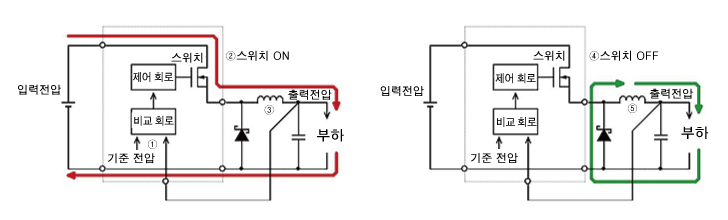 스위치
②스위치 ON
입력전압
제어 회로
③
출력전압
비교 회로
①
기준 전압
부하
스위치
④스위치 OFF
입력전압
제어 회로
⑤
출력전압
비교 회로
기준 전압
부하